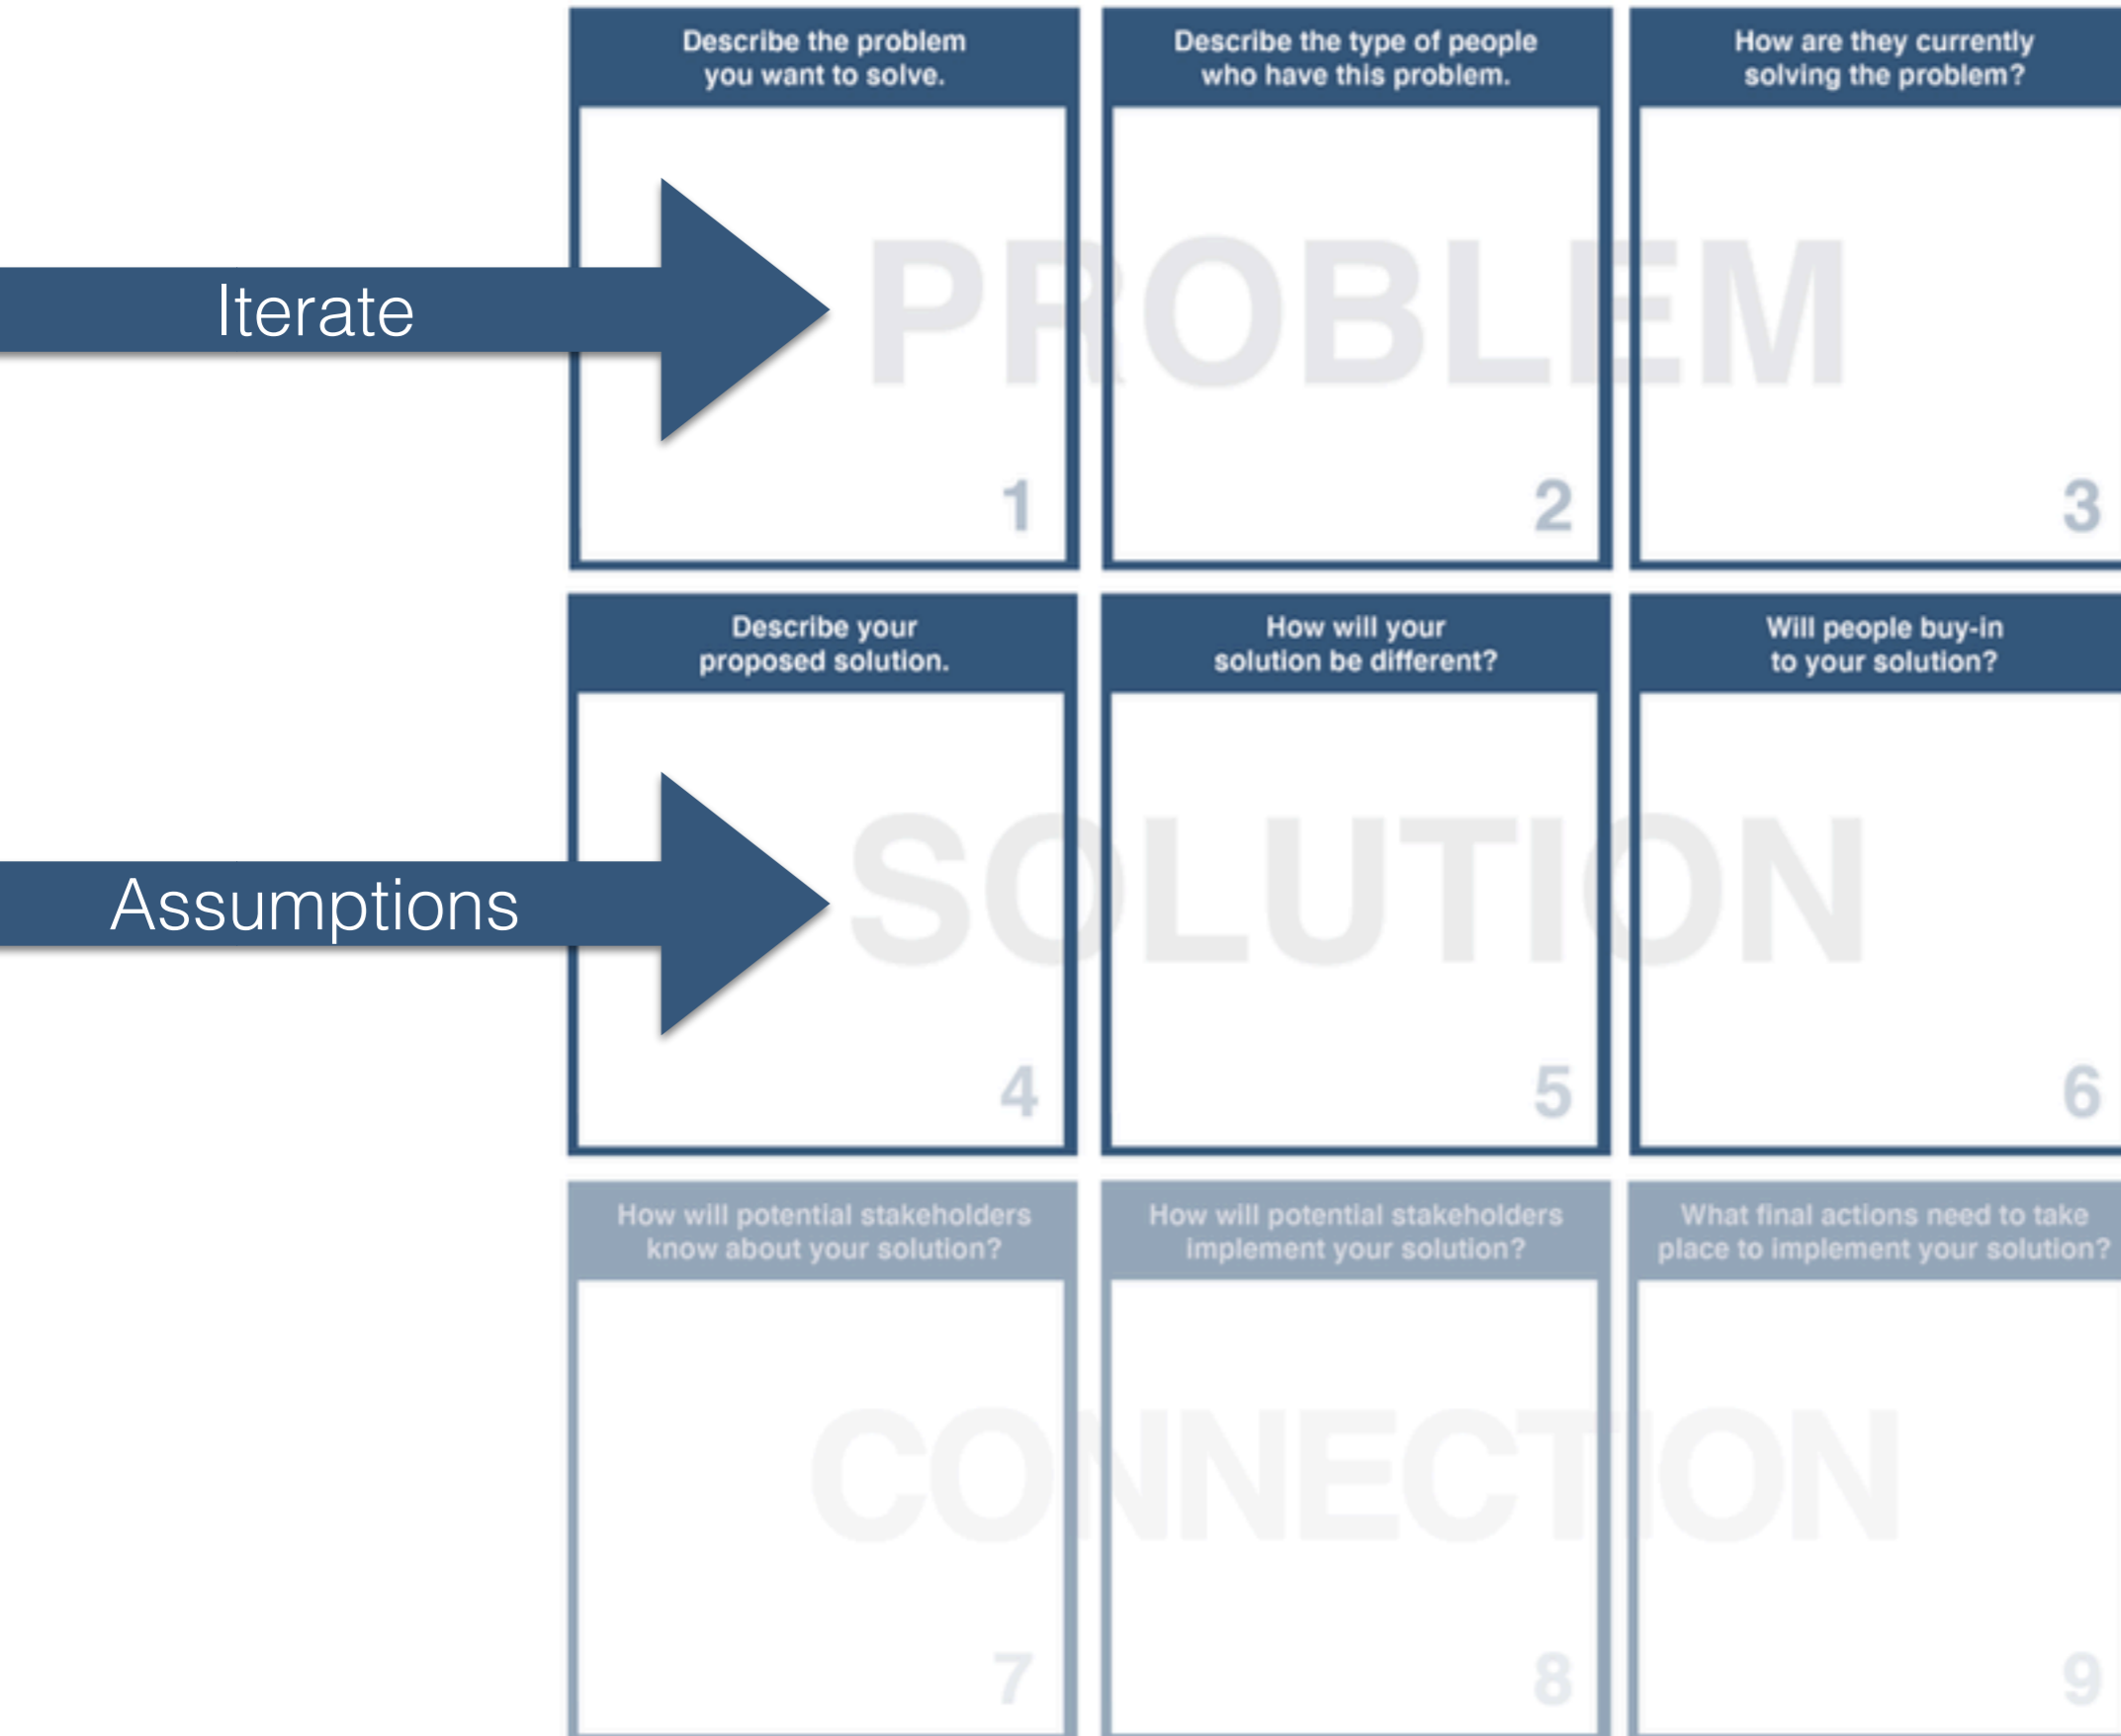 Describe the problem
you want to solve.
Describe the type of people
who have this problem.
How are they currently
solving the problem?
Iterate
PROBLEM
1
2
3
Describe your
proposed solution.
How will your
solution be different?
Will people buy-in
to your solution?
Assumptions
SOLUTION
4
5
6
How will potential stakeholders
know about your solution?
How will potential stakeholders
implement your solution?
What final actions need to take
place to implement your solution?
CONNECTION
7
8
9